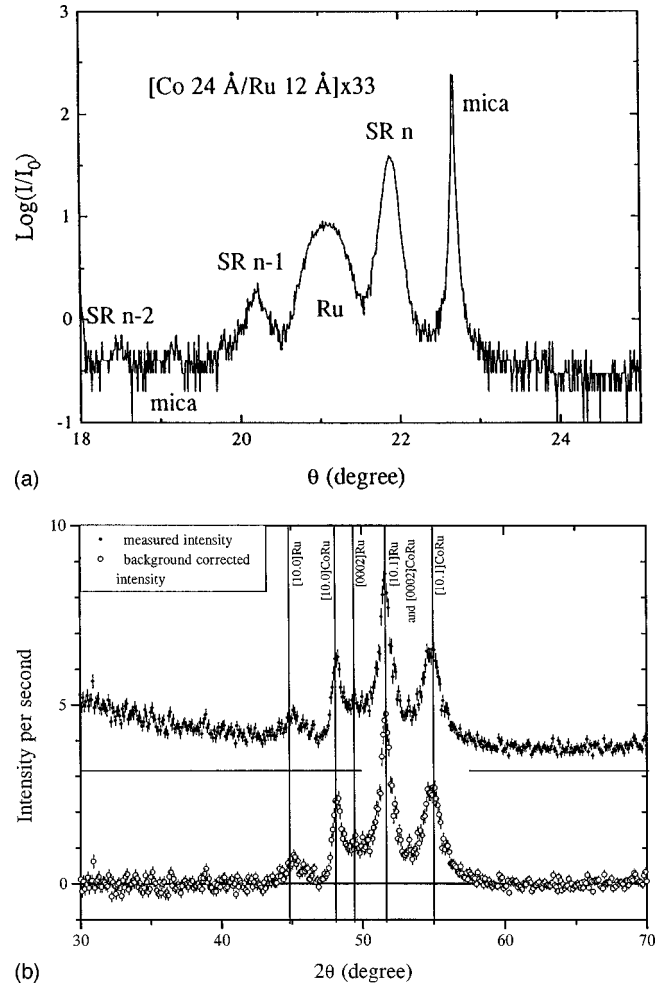 3
[Co 24 Å/Ru 12 Å]x33
mica
2
SR n
Log(I/I₀)
1
SR n-1
Ru
0
SR n-2
mica
-1
18
20
22
24
(a)
θ (degree)
10
measured intensity
background corrected
intensity
[10.0]Ru
[10.0]CoRu
[0002]Ru
[10.1]Ru
and [0002]CoRu
[10.1]CoRu
5
Intensity per second
0
30
40
50
60
70
(b)
2θ (degree)